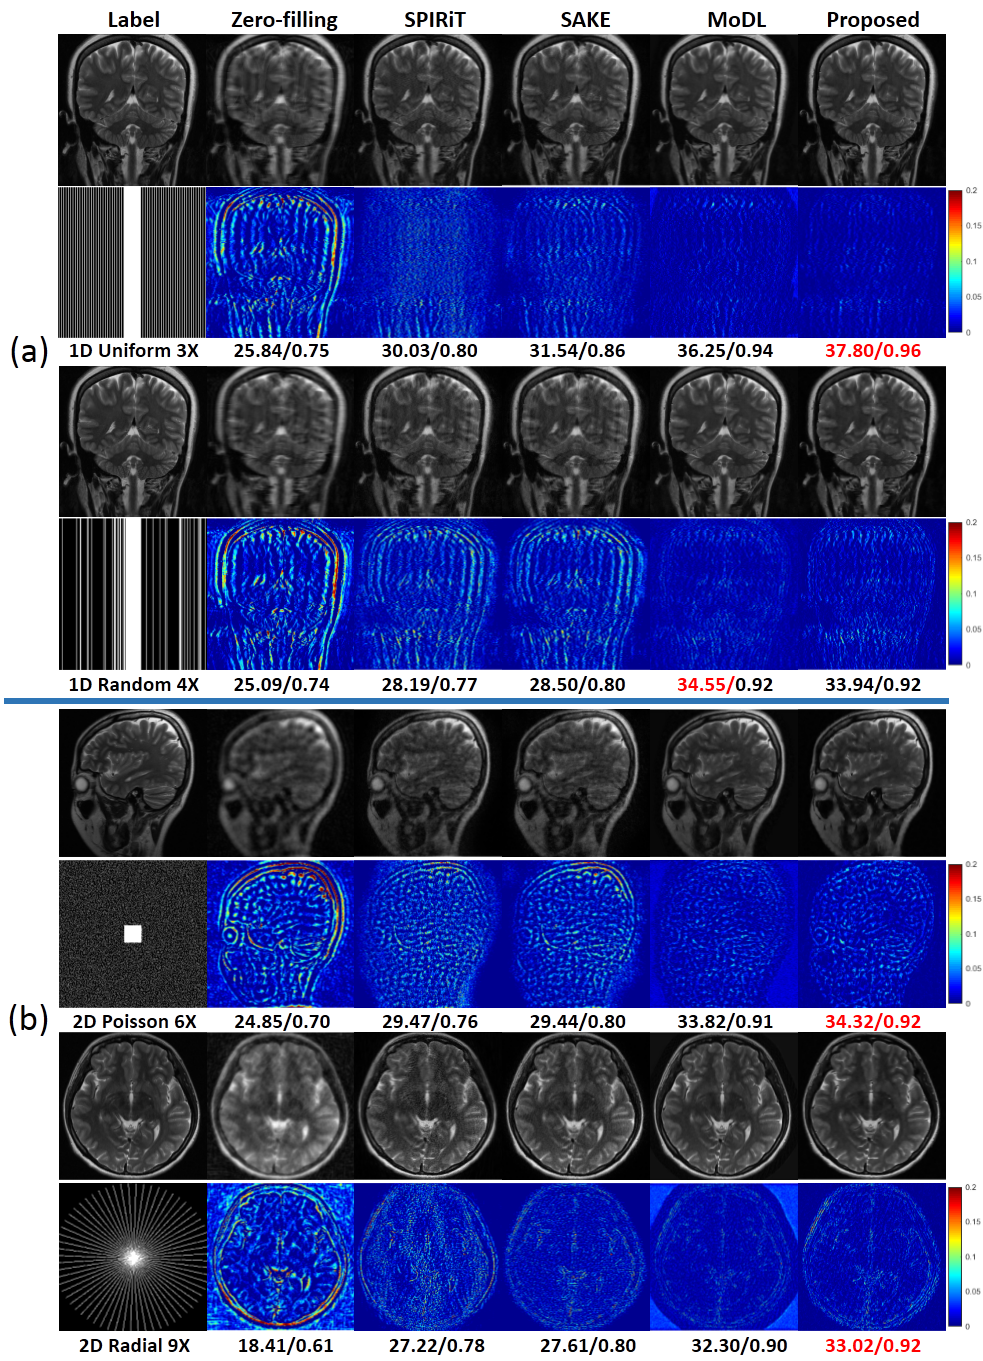 Label Zero-filling SPIRiT SAKE MoDL Proposed
0.2
0.15
0.1
0.05
0
(a)
1D Uniform 3X 25.84/0.75 30.03/0.80 31.54/0.86 36.25/0.94 37.80/0.96
0.2
0.15
0.1
0.05
0
1D Random 4X 25.09/0.74 28.19/0.77 28.50/0.80 34.55/0.92 33.94/0.92
0.2
0.15
0.1
0.05
0
(b)
2D Poisson 6X 24.85/0.70 29.47/0.76 29.44/0.80 33.82/0.91 34.32/0.92
0.2
0.15
0.1
0.05
0
2D Radial 9X 18.41/0.61 27.22/0.78 27.61/0.80 32.30/0.90 33.02/0.92